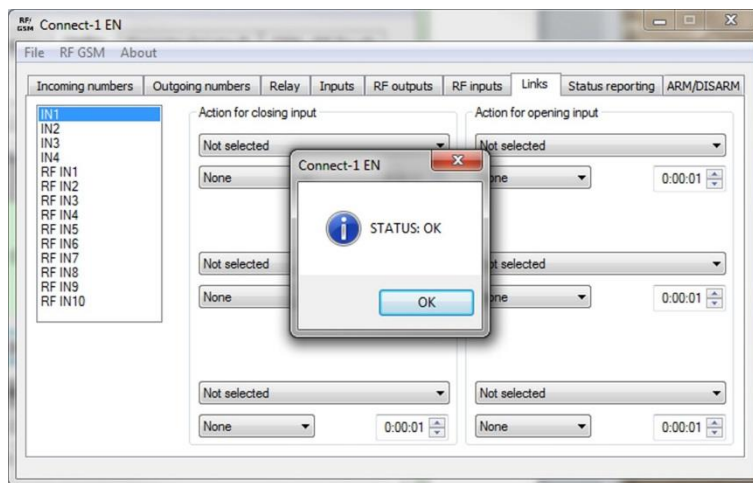 RF/
GSM Connect-1 EN
File RF GSM About
Incoming numbers Outgoing numbers Relay Inputs RF outputs RF inputs Links Status reporting ARM/DISARM
IN1
IN2
IN3
IN4
RF IN1
RF IN2
RF IN3
RF IN4
RF IN5
RF IN6
RF IN7
RF IN8
RF IN9
RF IN10
Action for closing input
Not selected
None
Not selected
None
Not selected
None 0:00:01
Action for opening input
Not selected
None 0:00:01
Not selected
None 0:00:01
Not selected
None 0:00:01
Connect-1 EN
STATUS: OK
OK